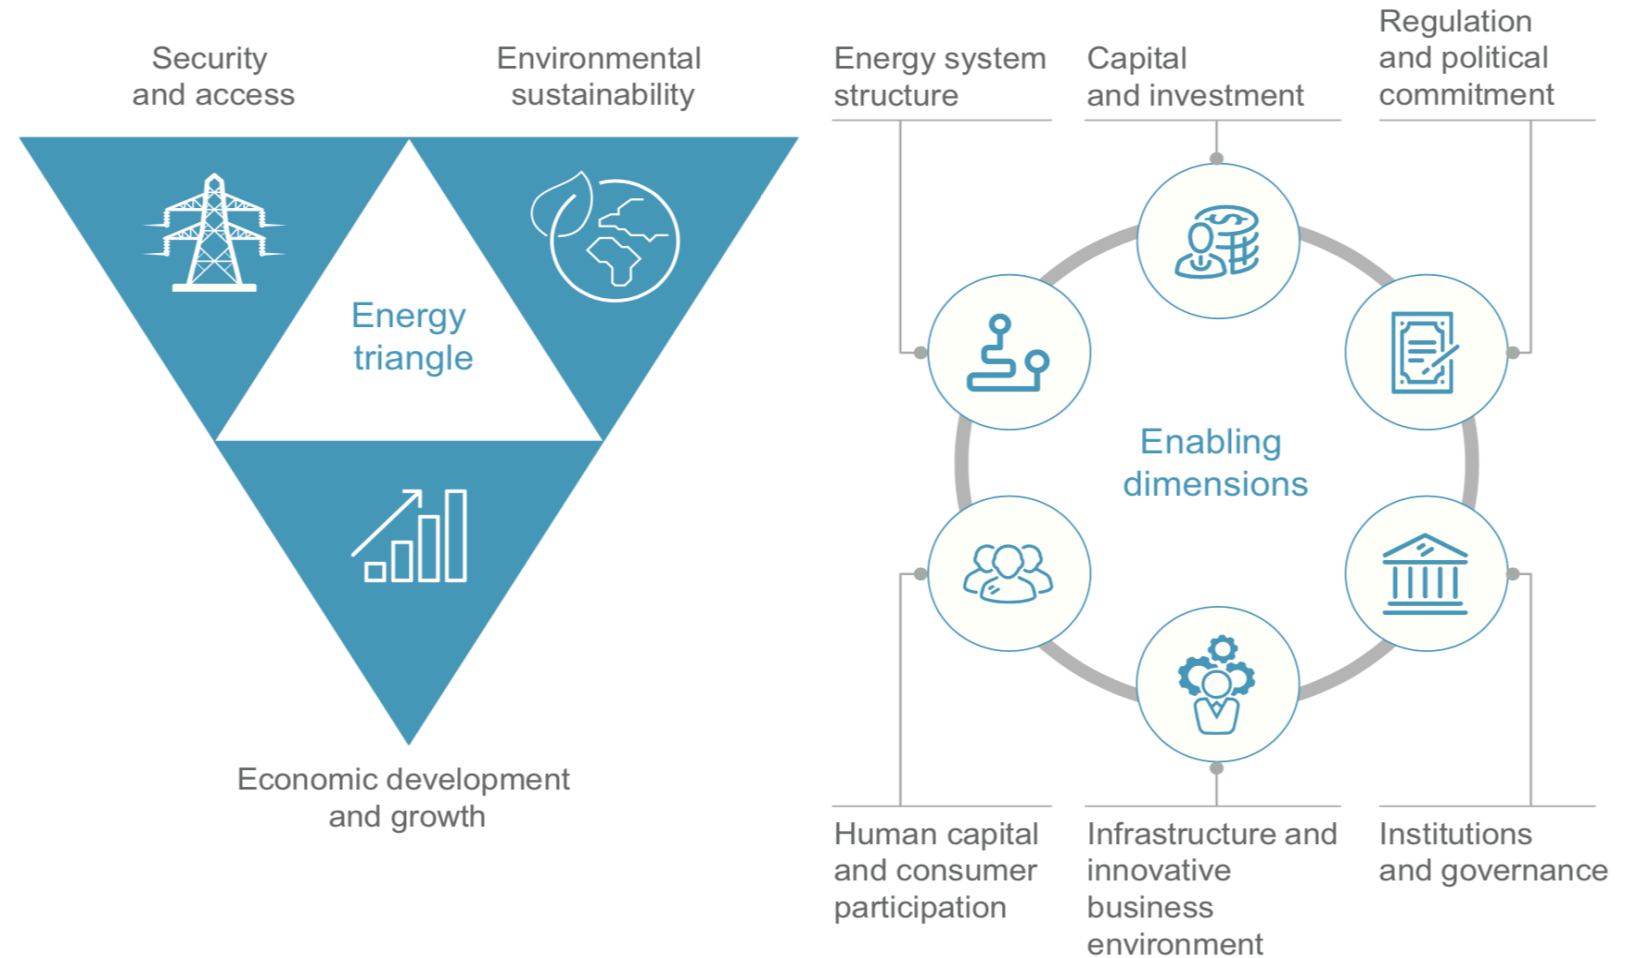 Security
and access
Environmental
sustainability
Energy
triangle
Economic development
and growth
Energy system
structure
Capital
and investment
Regulation
and political
commitment
Enabling
dimensions
Human capital
and consumer
participation
Infrastructure and
innovative
business
environment
Institutions
and governance